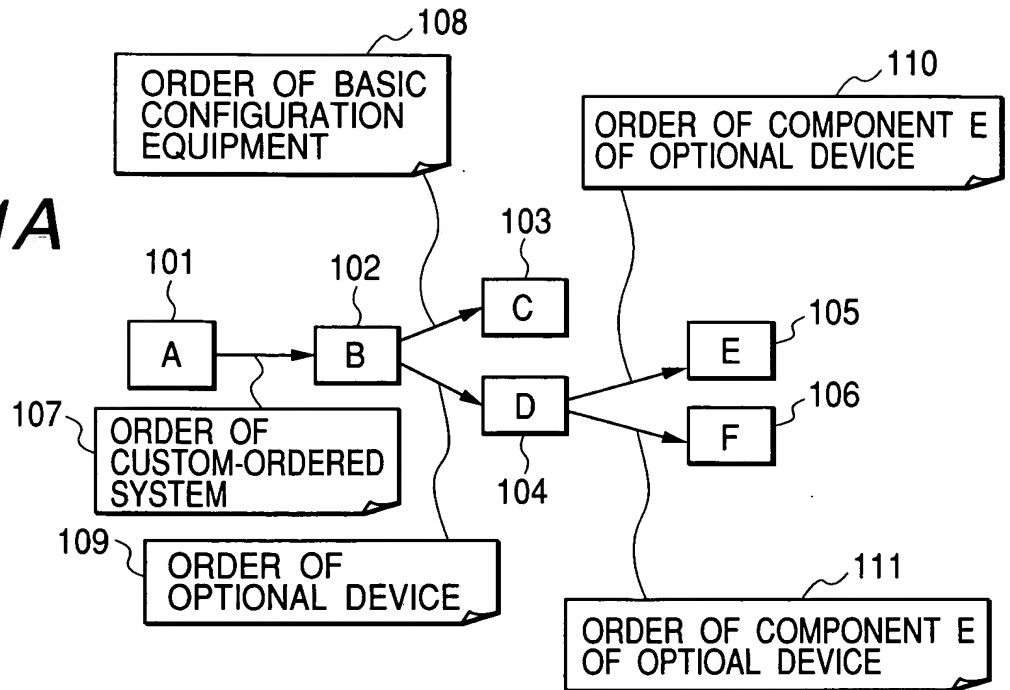 108
ORDER OF BASIC
CONFIGURATION
EQUIPMENT
110
ORDER OF COMPONENT E
OF OPTIONAL DEVICE
1A
101
102
103
A
B
C
D
104
E
105
F
106
107
ORDER OF
CUSTOM-ORDERED
SYSTEM
109
ORDER OF
OPTIONAL DEVICE
111
ORDER OF COMPONENT E
OF OPTIOAL DEVICE